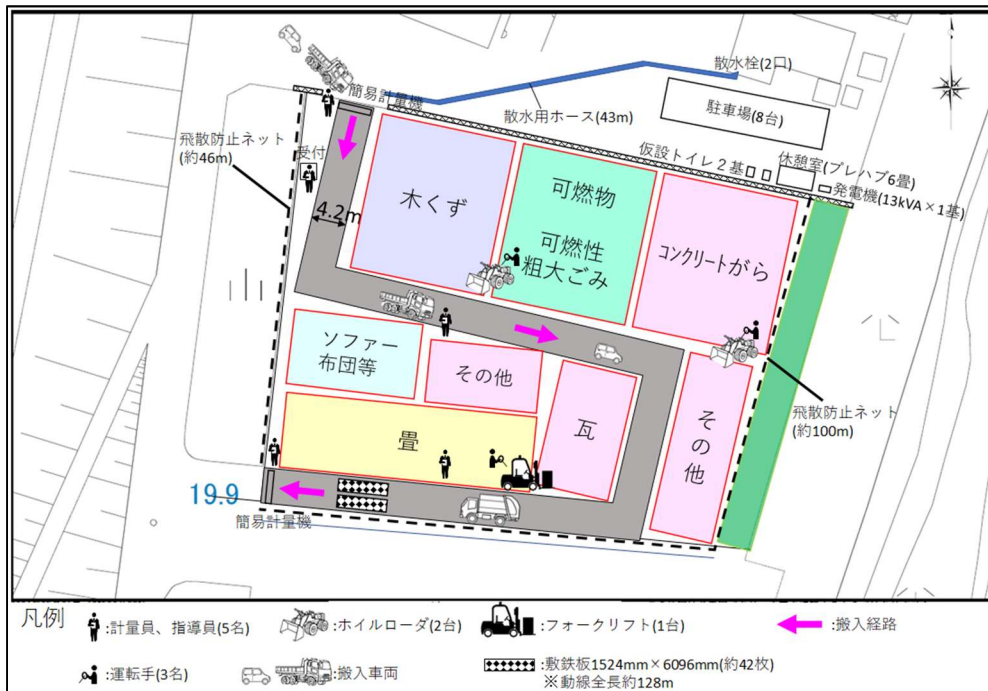 散水栓(2口)
簡易計量機
散水用ホース(43m)
駐車場(8台)
飛散防止ネット
(約46m)
受付
仮設トイレ２基
休憩室(プレハブ6畳)
発電機(13kVA×1基)
4.2m
木くず
可燃物
可燃性
粗大ごみ
コンクリートがら
ソファー
布団等
その他
瓦
その他
飛散防止ネット
(約100m)
畳
19.9
簡易計量機
凡例
:計量員、指導員(5名)
:ホイルローダ(2台)
:フォークリフト(1台)
:搬入経路
:運転手(3名)
:搬入車両
:敷鉄板1524mm×6096mm(約42枚)
※動線全長約128m